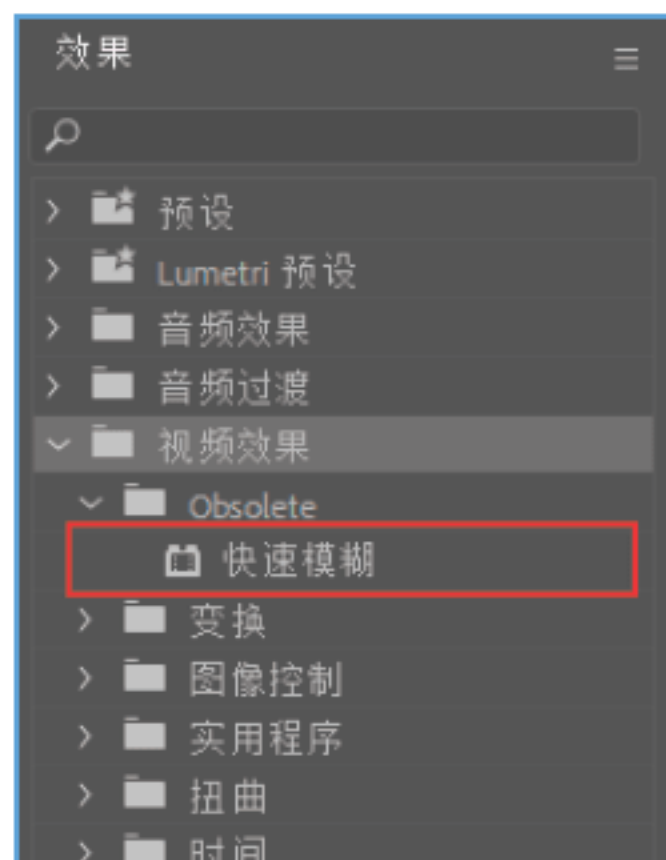 效果
预设
Lumetri 预设
音频效果
音频过渡
视频效果
Obsolete
快速模糊
变换
图像控制
实用程序
扭曲
时间